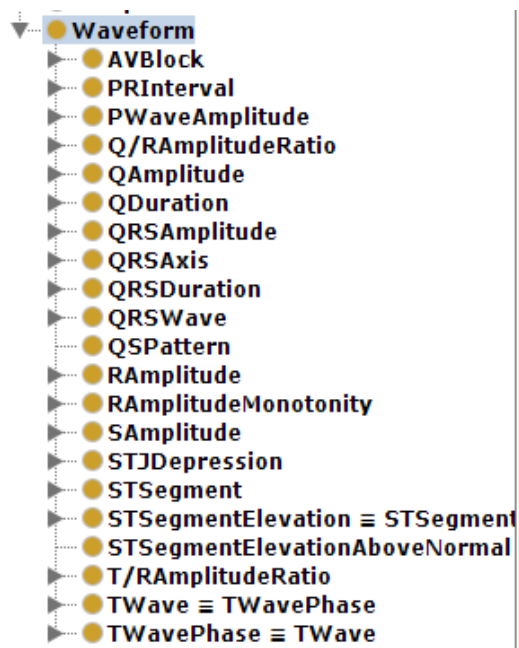 Waveform
AVBlock
PRInterval
PWaveAmplitude
Q/RAmplitudeRatio
QAmplitude
QDuration
QRSAmplitude
QRSAxis
QRSDuration
QRSWave
QSPattern
RAmplitude
RAmplitudeMonotonity
SAmplitude
STJDepression
STSegment
STSegmentElevation ≡ STSegment
STSegmentElevationAboveNormal
T/RAmplitudeRatio
TWave ≡ TWavePhase
TWavePhase ≡ TWave